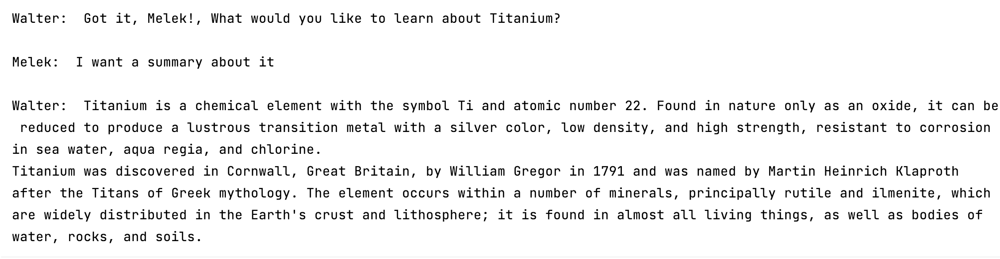 Walter:  Got it, Melek!, What would you like to learn about Titanium?
Melek:  I want a summary about it
Walter:  Titanium is a chemical element with the symbol Ti and atomic number 22. Found in nature only as an oxide, it can be
 reduced to produce a lustrous transition metal with a silver color, low density, and high strength, resistant to corrosion
in sea water, aqua regia, and chlorine.
Titanium was discovered in Cornwall, Great Britain, by William Gregor in 1791 and was named by Martin Heinrich Klaproth
after the Titans of Greek mythology. The element occurs within a number of minerals, principally rutile and ilmenite, which
are widely distributed in the Earth's crust and lithosphere; it is found in almost all living things, as well as bodies of
water, rocks, and soils.